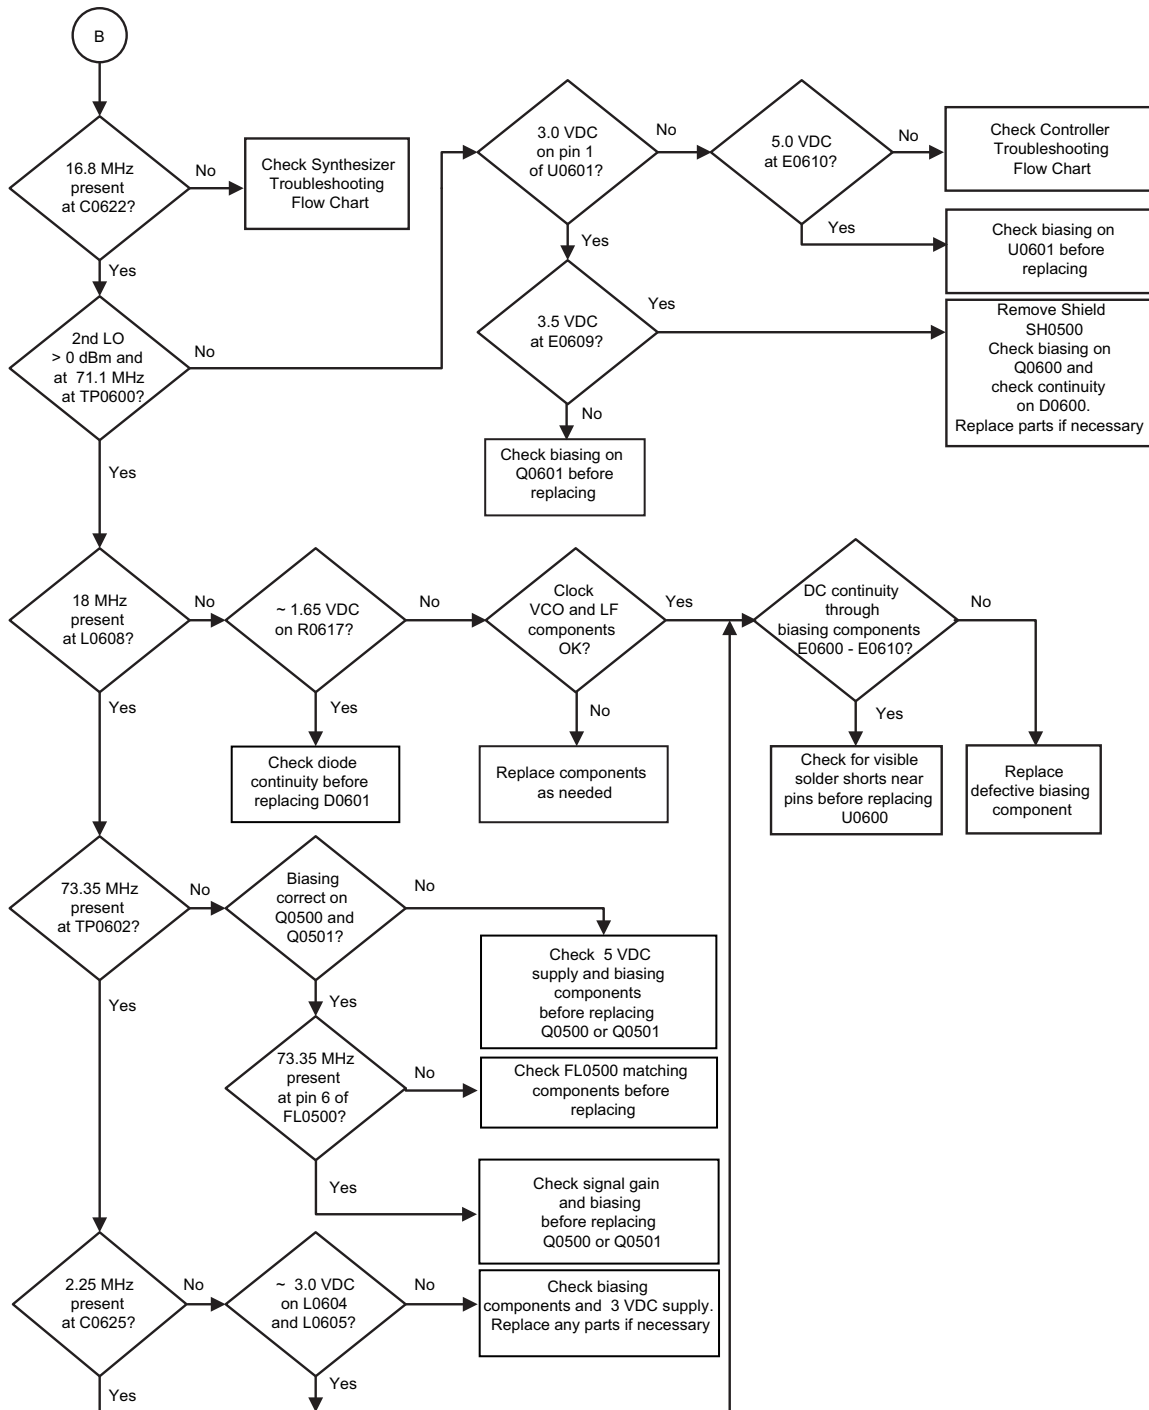 B
16.8 MHz
present
at C0622?
No
Check Synthesizer
Troubleshooting
Flow Chart
Yes
3.0 VDC
on pin 1
of U0601?
No
5.0 VDC
at E0610?
No
Check Controller
Troubleshooting
Flow Chart
Yes
Check biasing on
U0601 before
replacing
Yes
3.5 VDC
at E0609?
Yes
Remove Shield
SH0500
Check biasing on
Q0600 and
check continuity
on D0600.
Replace parts if necessary
No
Check biasing on
Q0601 before
replacing
2nd LO
> 0 dBm and
at 71.1 MHz
at TP0600?
No
Yes
18 MHz
present
at L0608?
No
~ 1.65 VDC
on R0617?
No
Clock
VCO and LF
components
OK?
Yes
DC continuity
through
biasing components
E0600 - E0610?
No
Yes
Yes
Check diode
continuity before
replacing D0601
No
Replace components
as needed
Yes
Check for visible
solder shorts near
pins before replacing
U0600
Replace
defective biasing
component
73.35 MHz
present
at TP0602?
No
Biasing
correct on
Q0500 and
Q0501?
No
Check 5 VDC
supply and biasing
components
before replacing
Q0500 or Q0501
Yes
Yes
73.35 MHz
present
at pin 6 of
FL0500?
No
Check FL0500 matching
components before
replacing
Yes
Check signal gain
and biasing
before replacing
Q0500 or Q0501
2.25 MHz
present
at C0625?
No
~ 3.0 VDC
on L0604
and L0605?
No
Check biasing
components and 3 VDC supply.
Replace any parts if necessary
Yes
Yes